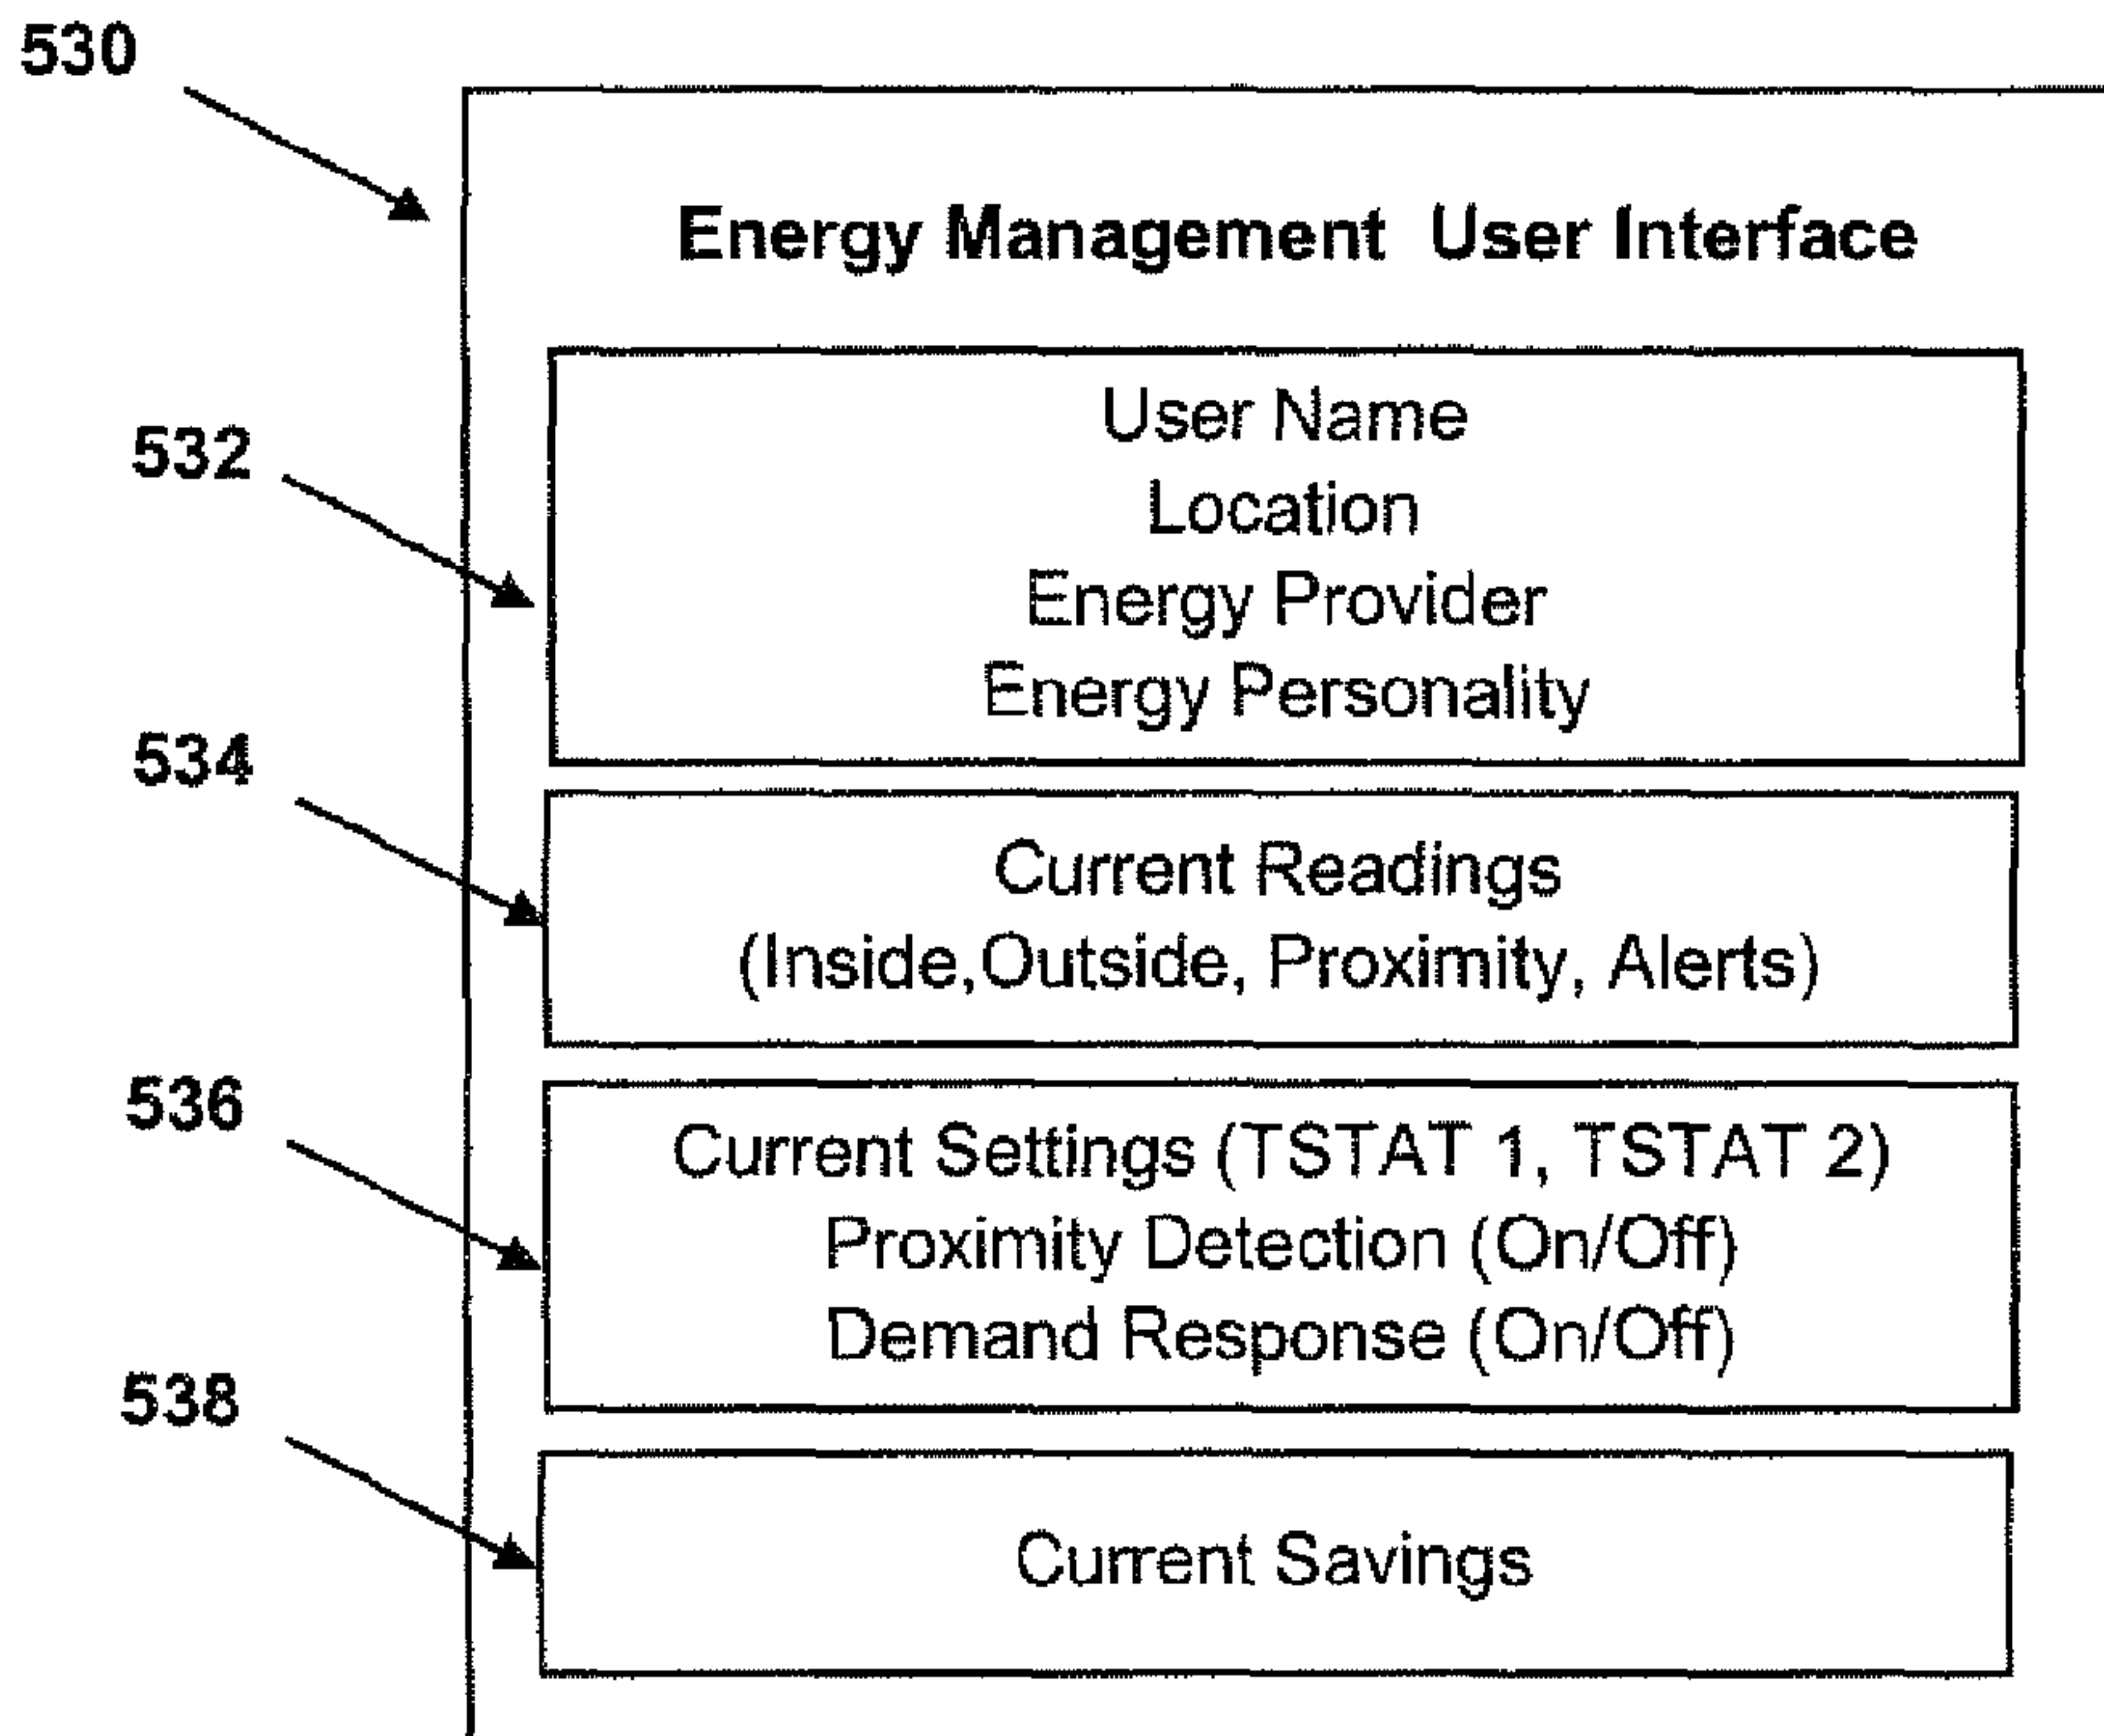 530
Energy Management User Interface
532
User Name
Location
Energy Provider
Energy Personality
534
Current Readings
(Inside,Outside, Proximity, Alerts)
536
Current Settings (TSTAT 1, TSTAT 2)
Proximity Detection (On/Off)
Demand Response (On/Off)
538
Current Savings